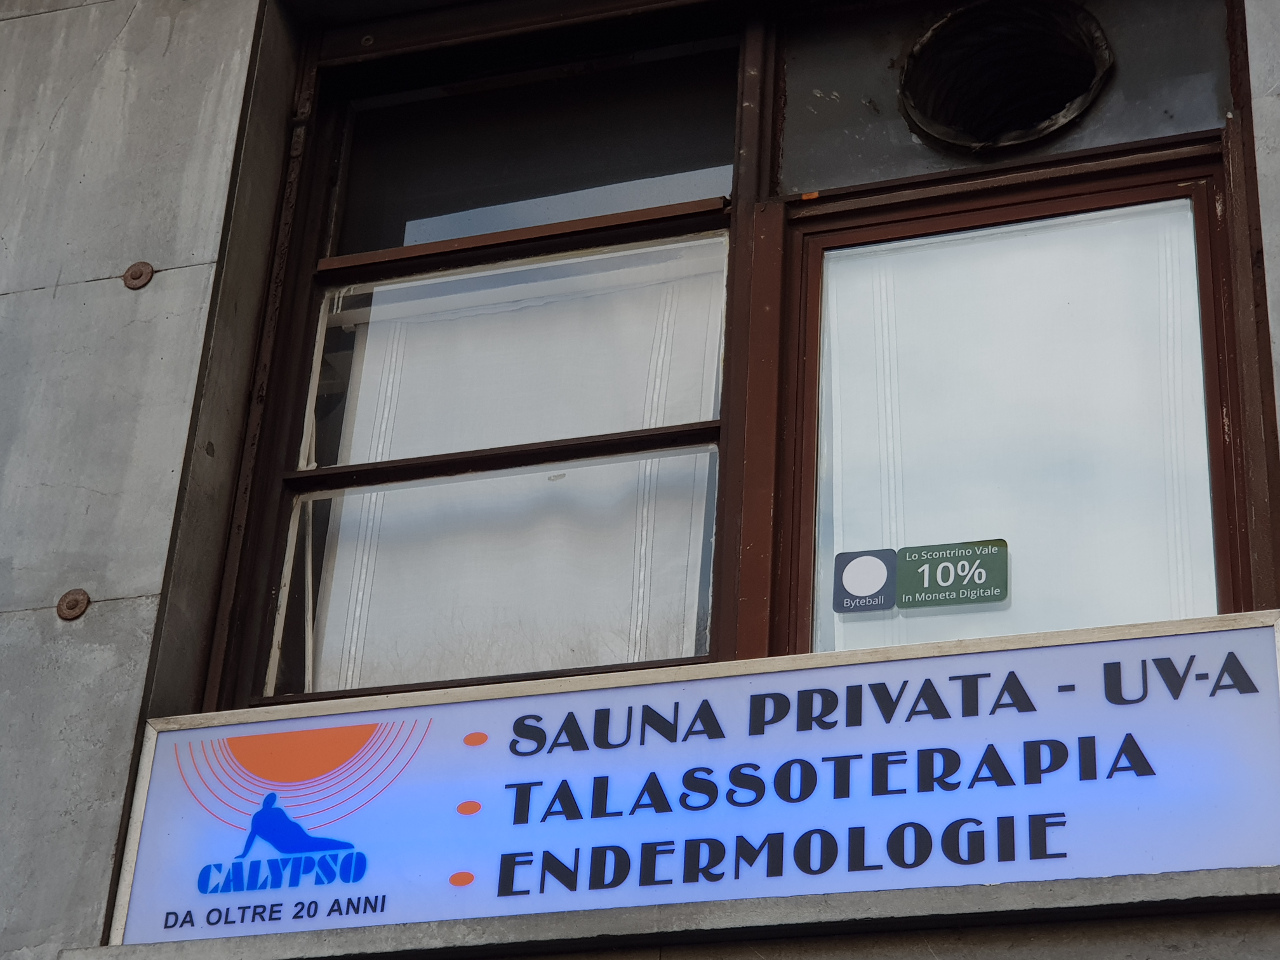 Lo Scontrino Vale
10%
In Moneta Digitale
Byteball
SAUNA PRIVATA - UV-A
TALASSOTERAPIA
ENDERMOLOGIE
CALYPSO
DA OLTRE 20 ANNI